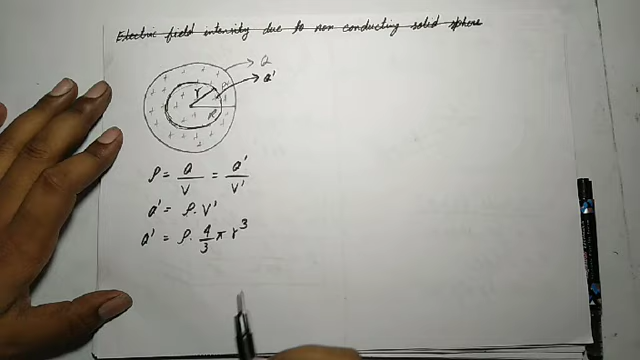 Electric field intensity due to non conducting solid sphere
Q
Q'
r
R
ρ = Q/V = Q'/V'
Q' = ρ. V'
Q' = ρ. 4/3 π r³